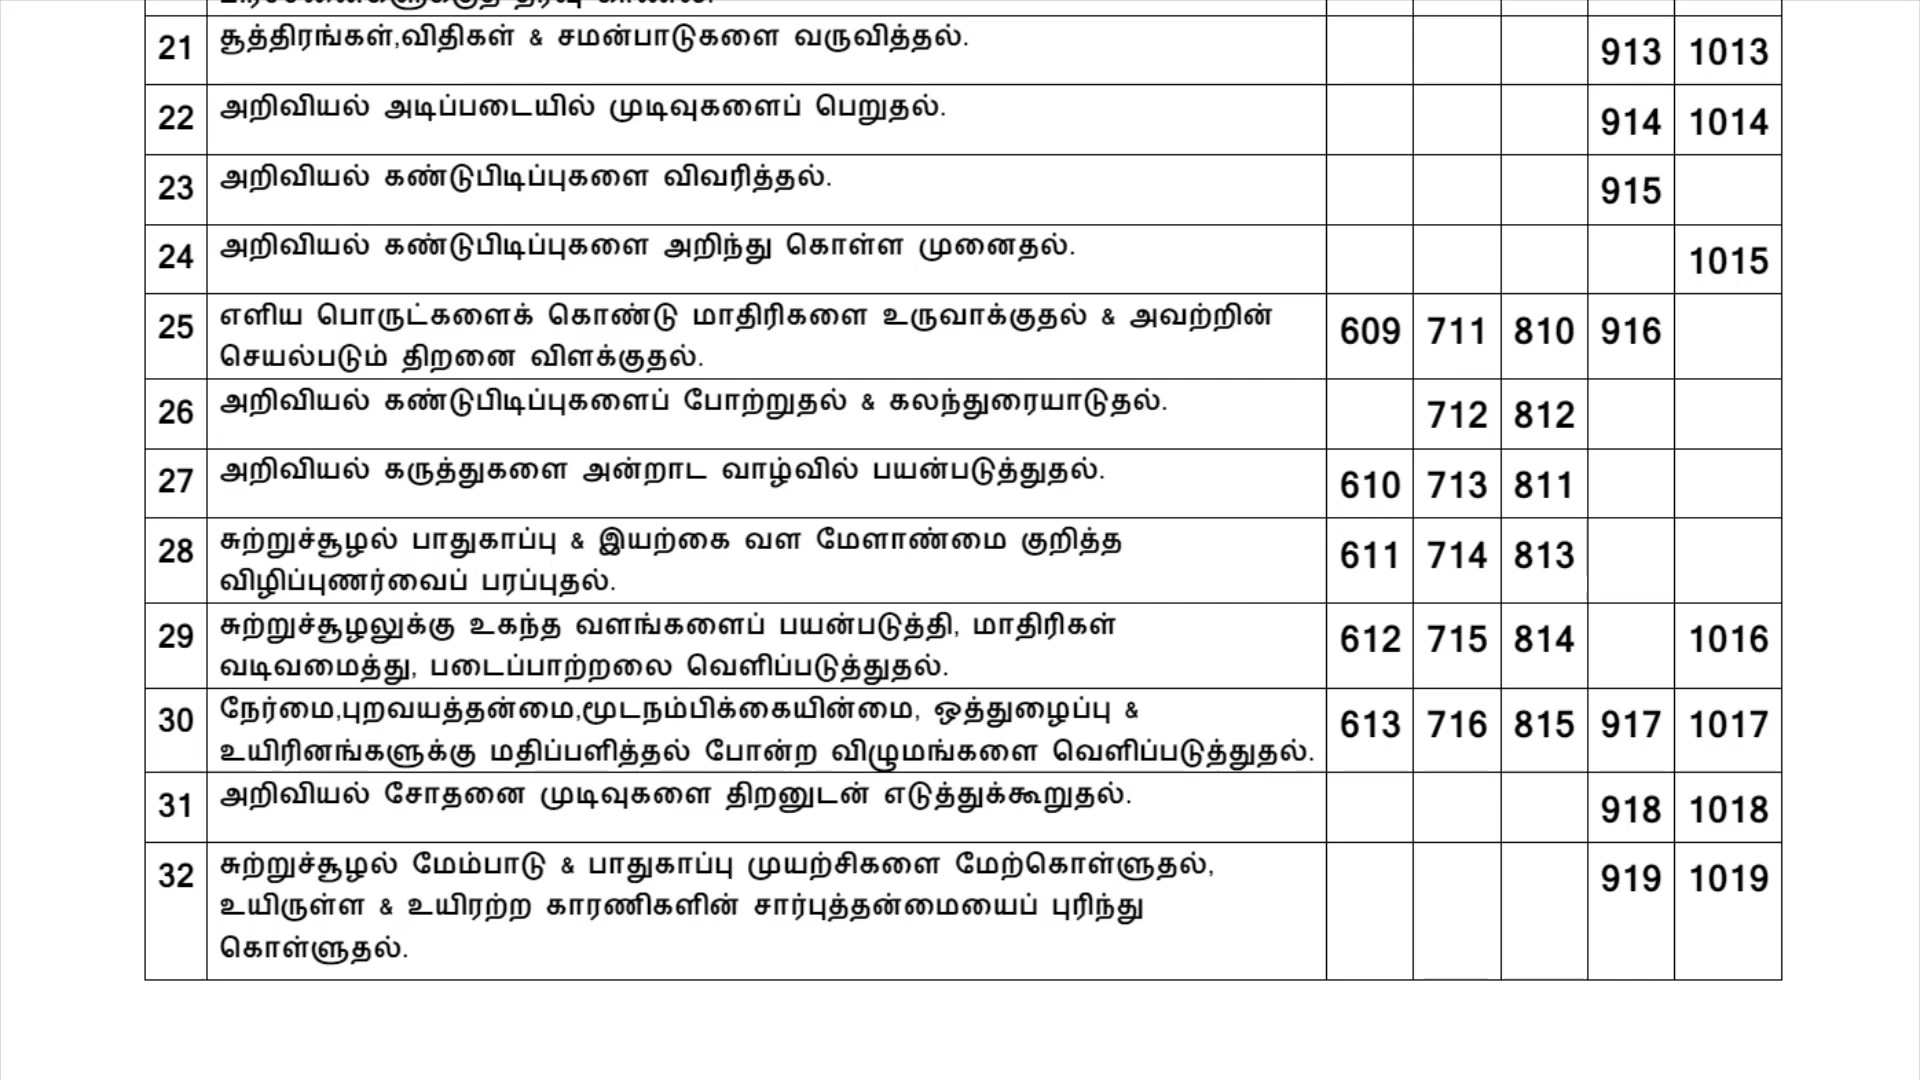 21 சூத்திரங்கள்,விதிகள் & சமன்பாடுகளை வருவித்தல். 913 1013
22 அறிவியல் அடிப்படையில் முடிவுகளைப் பெறுதல். 914 1014
23 அறிவியல் கண்டுபிடிப்புகளை விவரித்தல். 915
24 அறிவியல் கண்டுபிடிப்புகளை அறிந்து கொள்ள முனைதல். 1015
25 எளிய பொருட்களைக் கொண்டு மாதிரிகளை உருவாக்குதல் & அவற்றின் 609 711 810 916
செயல்படும் திறனை விளக்குதல்.
26 அறிவியல் கண்டுபிடிப்புகளைப் போற்றுதல் & கலந்துரையாடுதல். 712 812
27 அறிவியல் கருத்துகளை அன்றாட வாழ்வில் பயன்படுத்துதல். 610 713 811
28 சுற்றுச்சூழல் பாதுகாப்பு & இயற்கை வள மேளாண்மை குறித்த 611 714 813
விழிப்புணர்வைப் பரப்புதல்.
29 சுற்றுச்சூழலுக்கு உகந்த வளங்களைப் பயன்படுத்தி, மாதிரிகள் 612 715 814 1016
வடிவமைத்து, படைப்பாற்றலை வெளிப்படுத்துதல்.
30 நேர்மை,புறவயத்தன்மை,மூடநம்பிக்கையின்மை, ஒத்துழைப்பு & 613 716 815 917 1017
உயிரினங்களுக்கு மதிப்பளித்தல் போன்ற விழுமங்களை வெளிப்படுத்துதல்.
31 அறிவியல் சோதனை முடிவுகளை திறனுடன் எடுத்துக்கூறுதல். 918 1018
32 சுற்றுச்சூழல் மேம்பாடு & பாதுகாப்பு முயற்சிகளை மேற்கொள்ளுதல், 919 1019
உயிருள்ள & உயிரற்ற காரணிகளின் சார்புத்தன்மையைப் புரிந்து
கொள்ளுதல்.